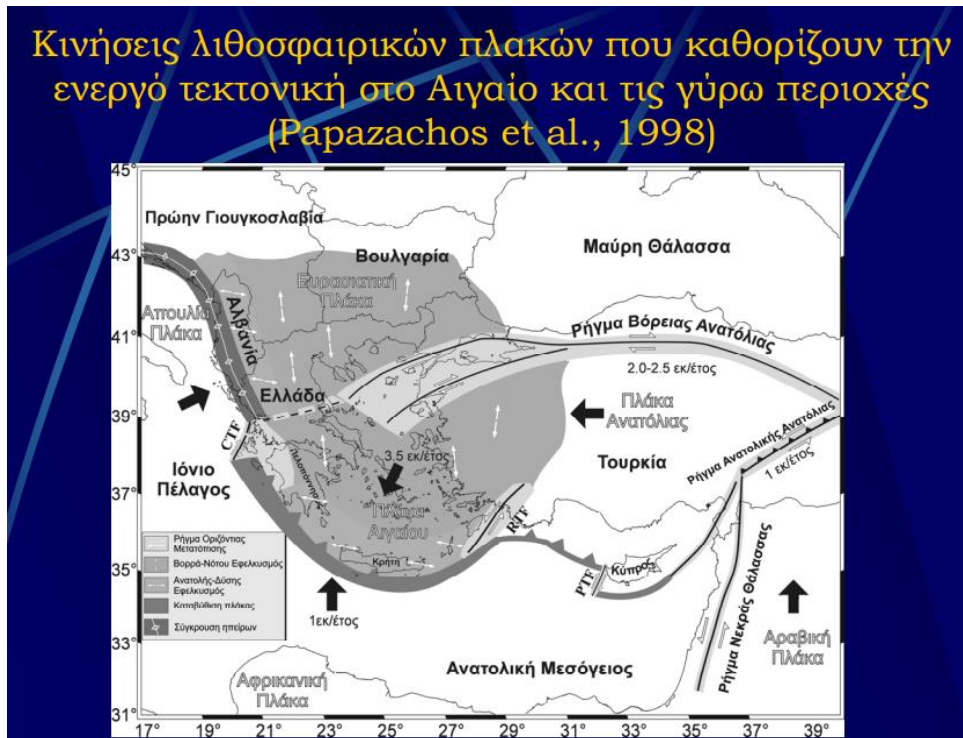 Κινήσεις λιθοσφαιρικών πλακών που καθορίζουν την
ενεργό τεκτονική στο Αιγαίο και τις γύρω περιοχές
(Papazachos et al., 1998)
45°
43°
41°
39°
37°
35°
33°
31°
Πρώην Γιουγκοσλαβία
Βουλγαρία
Μαύρη Θάλασσα
Ευρασιατική
Πλάκα
Απουλία
Πλάκα
Αλβανία
Ρήγμα Βόρειας Ανατόλιας
2.0-2.5 εκ/έτος
Ελλάδα
Πλάκα
Ανατόλιας
CTF
3.5 εκ/έτος
Τουρκία
Ρήγμα Ανατολικής Ανατόλιας
1 εκ/έτος
Ιόνιο
Πέλαγος
Πελοπόννησος
Πλάκα
Αιγαίου
RTF
Κρήτη
PTF
Κύπρος
1εκ/έτος
Ρήγμα Νεκράς Θάλασσας
Αραβική
Πλάκα
Ανατολική Μεσόγειος
Αφρικανική
Πλάκα
Ρήγμα Οριζόντιας
Μετατόπισης
Βορρά-Νότου Εφελκυσμός
Ανατολής-Δύσης
Εφελκυσμός
Καταβύθιση πλάκας
Σύγκρουση ηπείρων
17° 19° 21° 23° 25° 27° 29° 31° 33° 35° 37° 39°